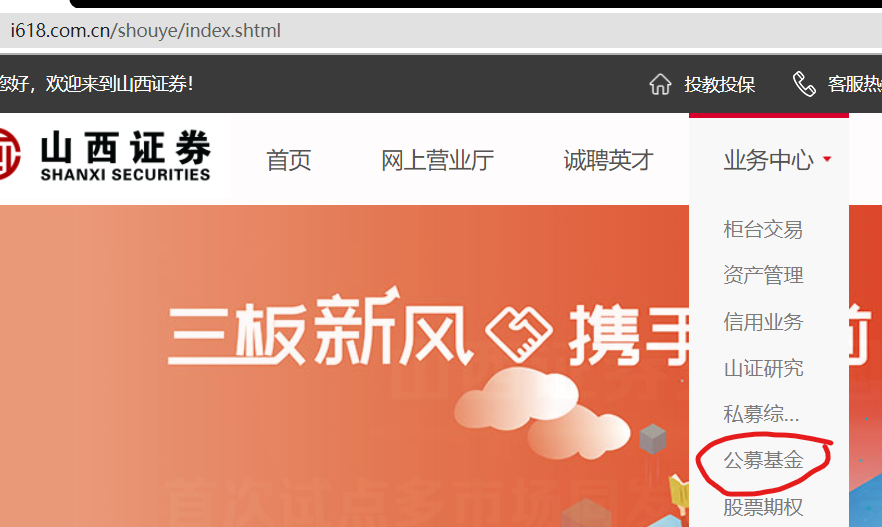 i618.com.cn/shouye/index.shtml
您好，欢迎来到山西证券！
投教投保
客服热
山西证券
SHANXI SECURITIES
首页
网上营业厅
诚聘英才
业务中心
柜台交易
资产管理
信用业务
山证研究
私募综...
公募基金
股票期权
三板新风
携手
前